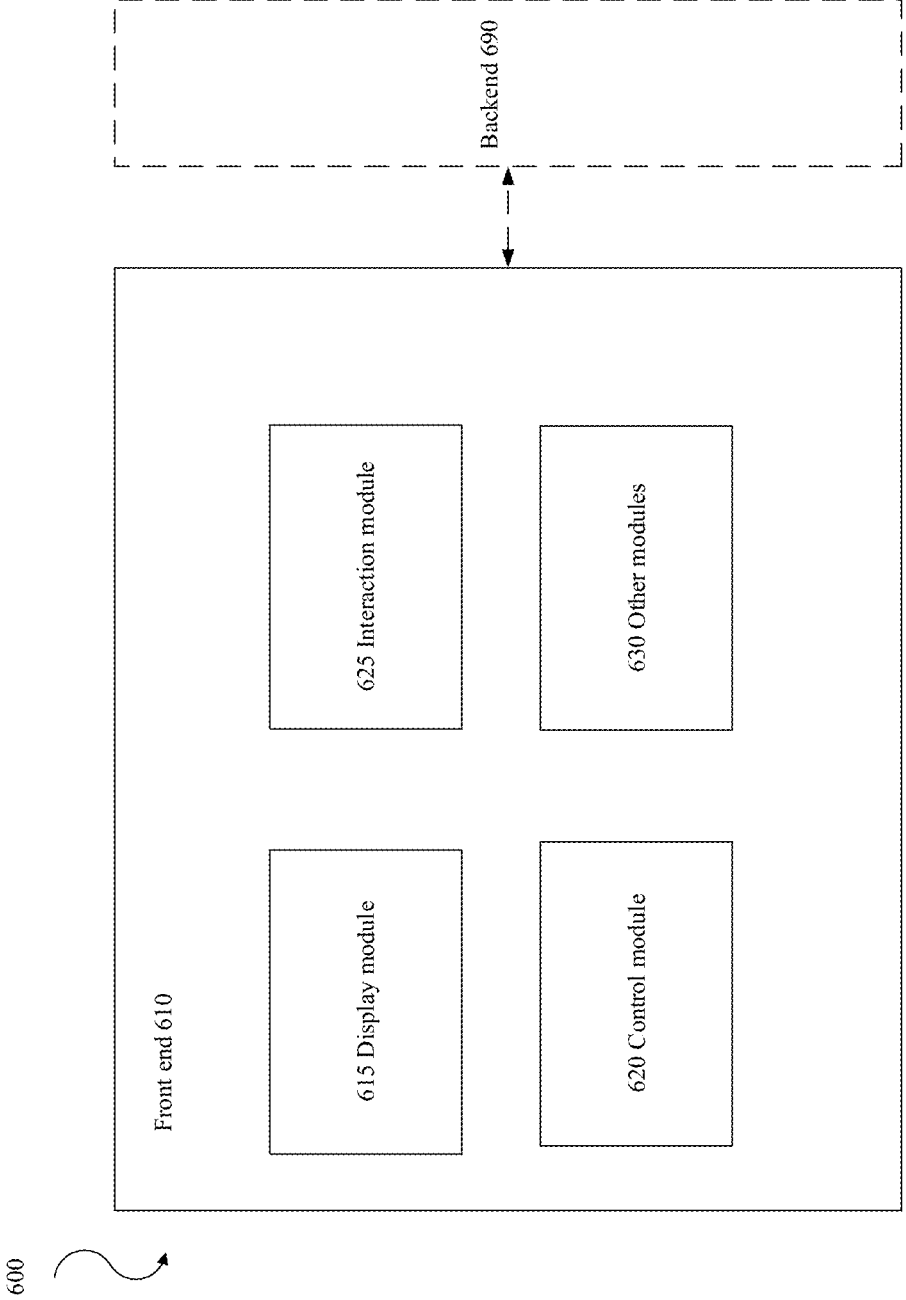 600
Front end 610
615 Display module
625 Interaction module
620 Control module
630 Other modules
Backend 690